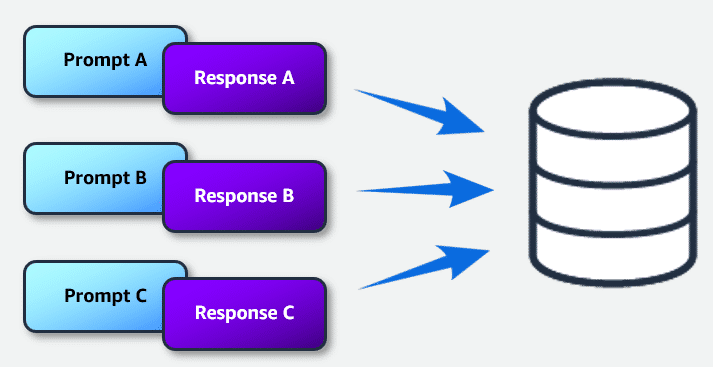 Prompt A
Response A
Prompt B
Response B
Prompt C
Response C